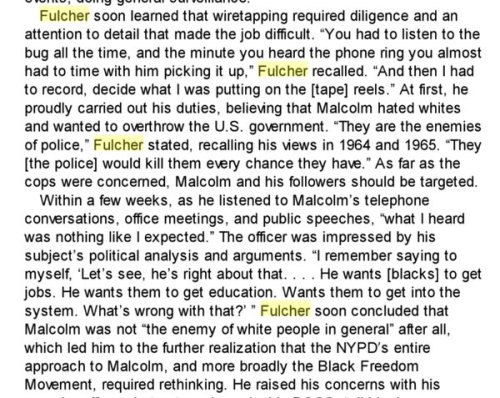 Fulcher soon learned that wiretapping required diligence and an
attention to detail that made the job difficult. “You had to listen to the
bug all the time, and the minute you heard the phone ring you almost
had to time with him picking it up,” Fulcher recalled. “And then I had
to record, decide what I was putting on the [tape] reels.” At first, he
proudly carried out his duties, believing that Malcolm hated whites
and wanted to overthrow the U.S. government. “They are the enemies
of police,” Fulcher stated, recalling his views in 1964 and 1965. “They
[the police] would kill them every chance they have.” As far as the
cops were concerned, Malcolm and his followers should be targeted.
Within a few weeks, as he listened to Malcolm’s telephone
conversations, office meetings, and public speeches, “what I heard
was nothing like I expected.” The officer was impressed by his
subject’s political analysis and arguments. “I remember saying to
myself, ‘Let’s see, he’s right about that. . . . He wants [blacks] to get
jobs. He wants them to get education. Wants them to get into the
system. What’s wrong with that?’ ” Fulcher soon concluded that
Malcolm was not “the enemy of white people in general” after all,
which led him to the further realization that the NYPD’s entire
approach to Malcolm, and more broadly the Black Freedom
Movement, required rethinking. He raised his concerns with his